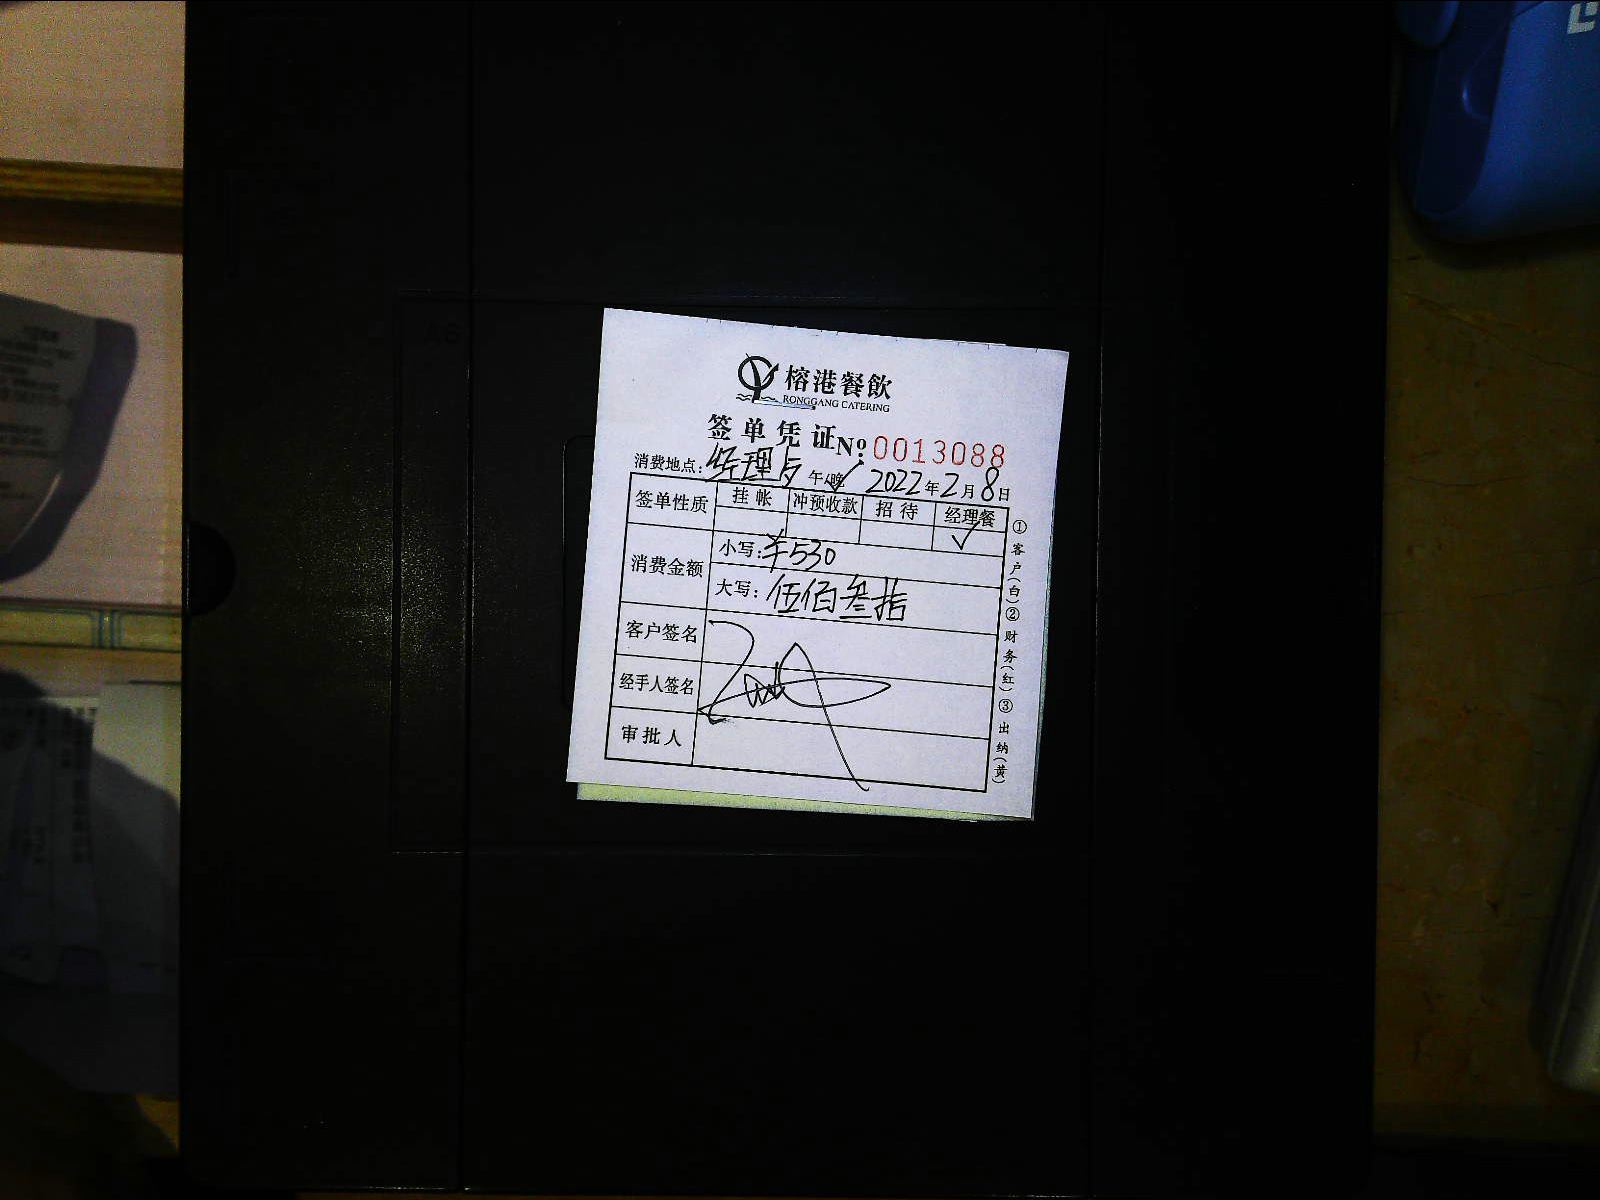 榕港餐飲
RONGGANG CATERING
签单凭证 №: 0013088
消费地点: 经理 午/晚 2022年2月8日
签单性质 挂帐 冲预收款 招待 经理餐
✓
消费金额 小写: ¥530
大写: 伍佰叁拾
客户签名
经手人签名
审批人
①客户(白)②财务(红)③出纳(黄)
A6